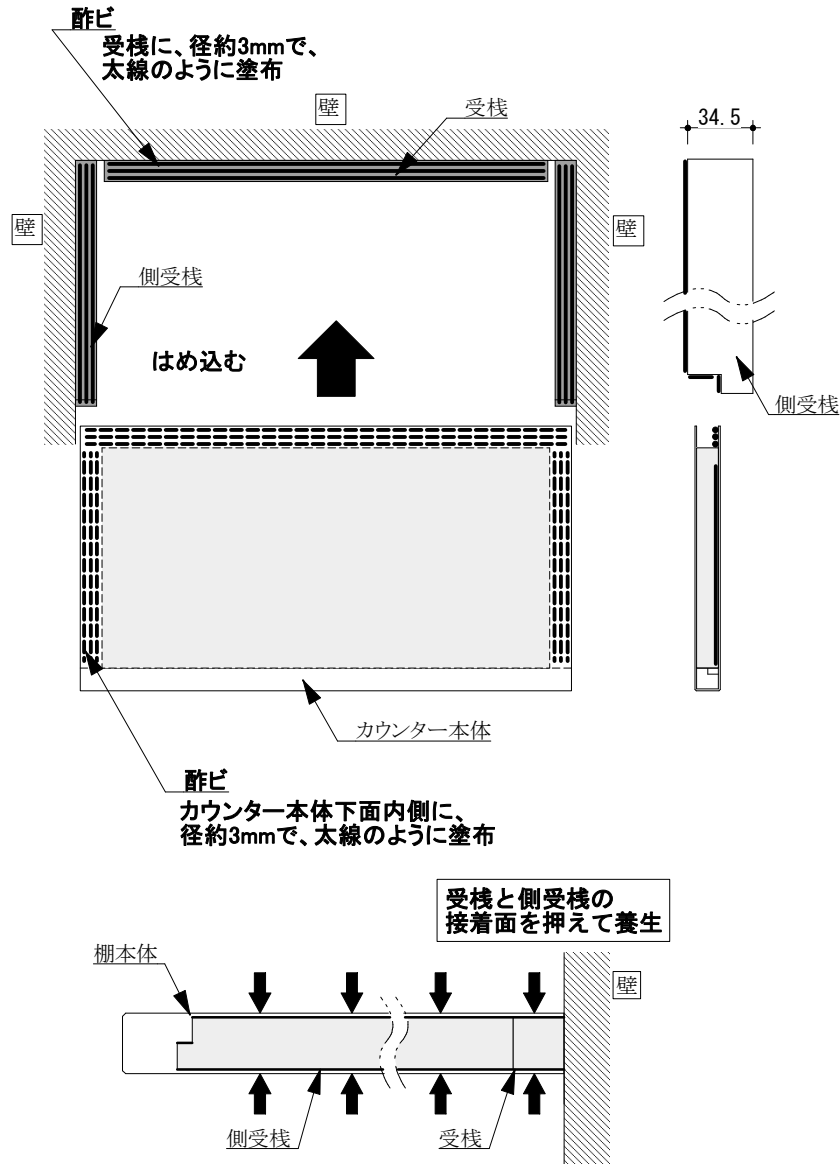 酢ビ
受桟に、径約3mmで、
太線のように塗布
壁
受桟
34.5
壁
壁
側受桟
はめ込む
側受桟
カウンター本体
酢ビ
カウンター本体下面内側に、
径約3mmで、太線のように塗布
受桟と側受桟の
接着面を押えて養生
棚本体
壁
側受桟
受桟